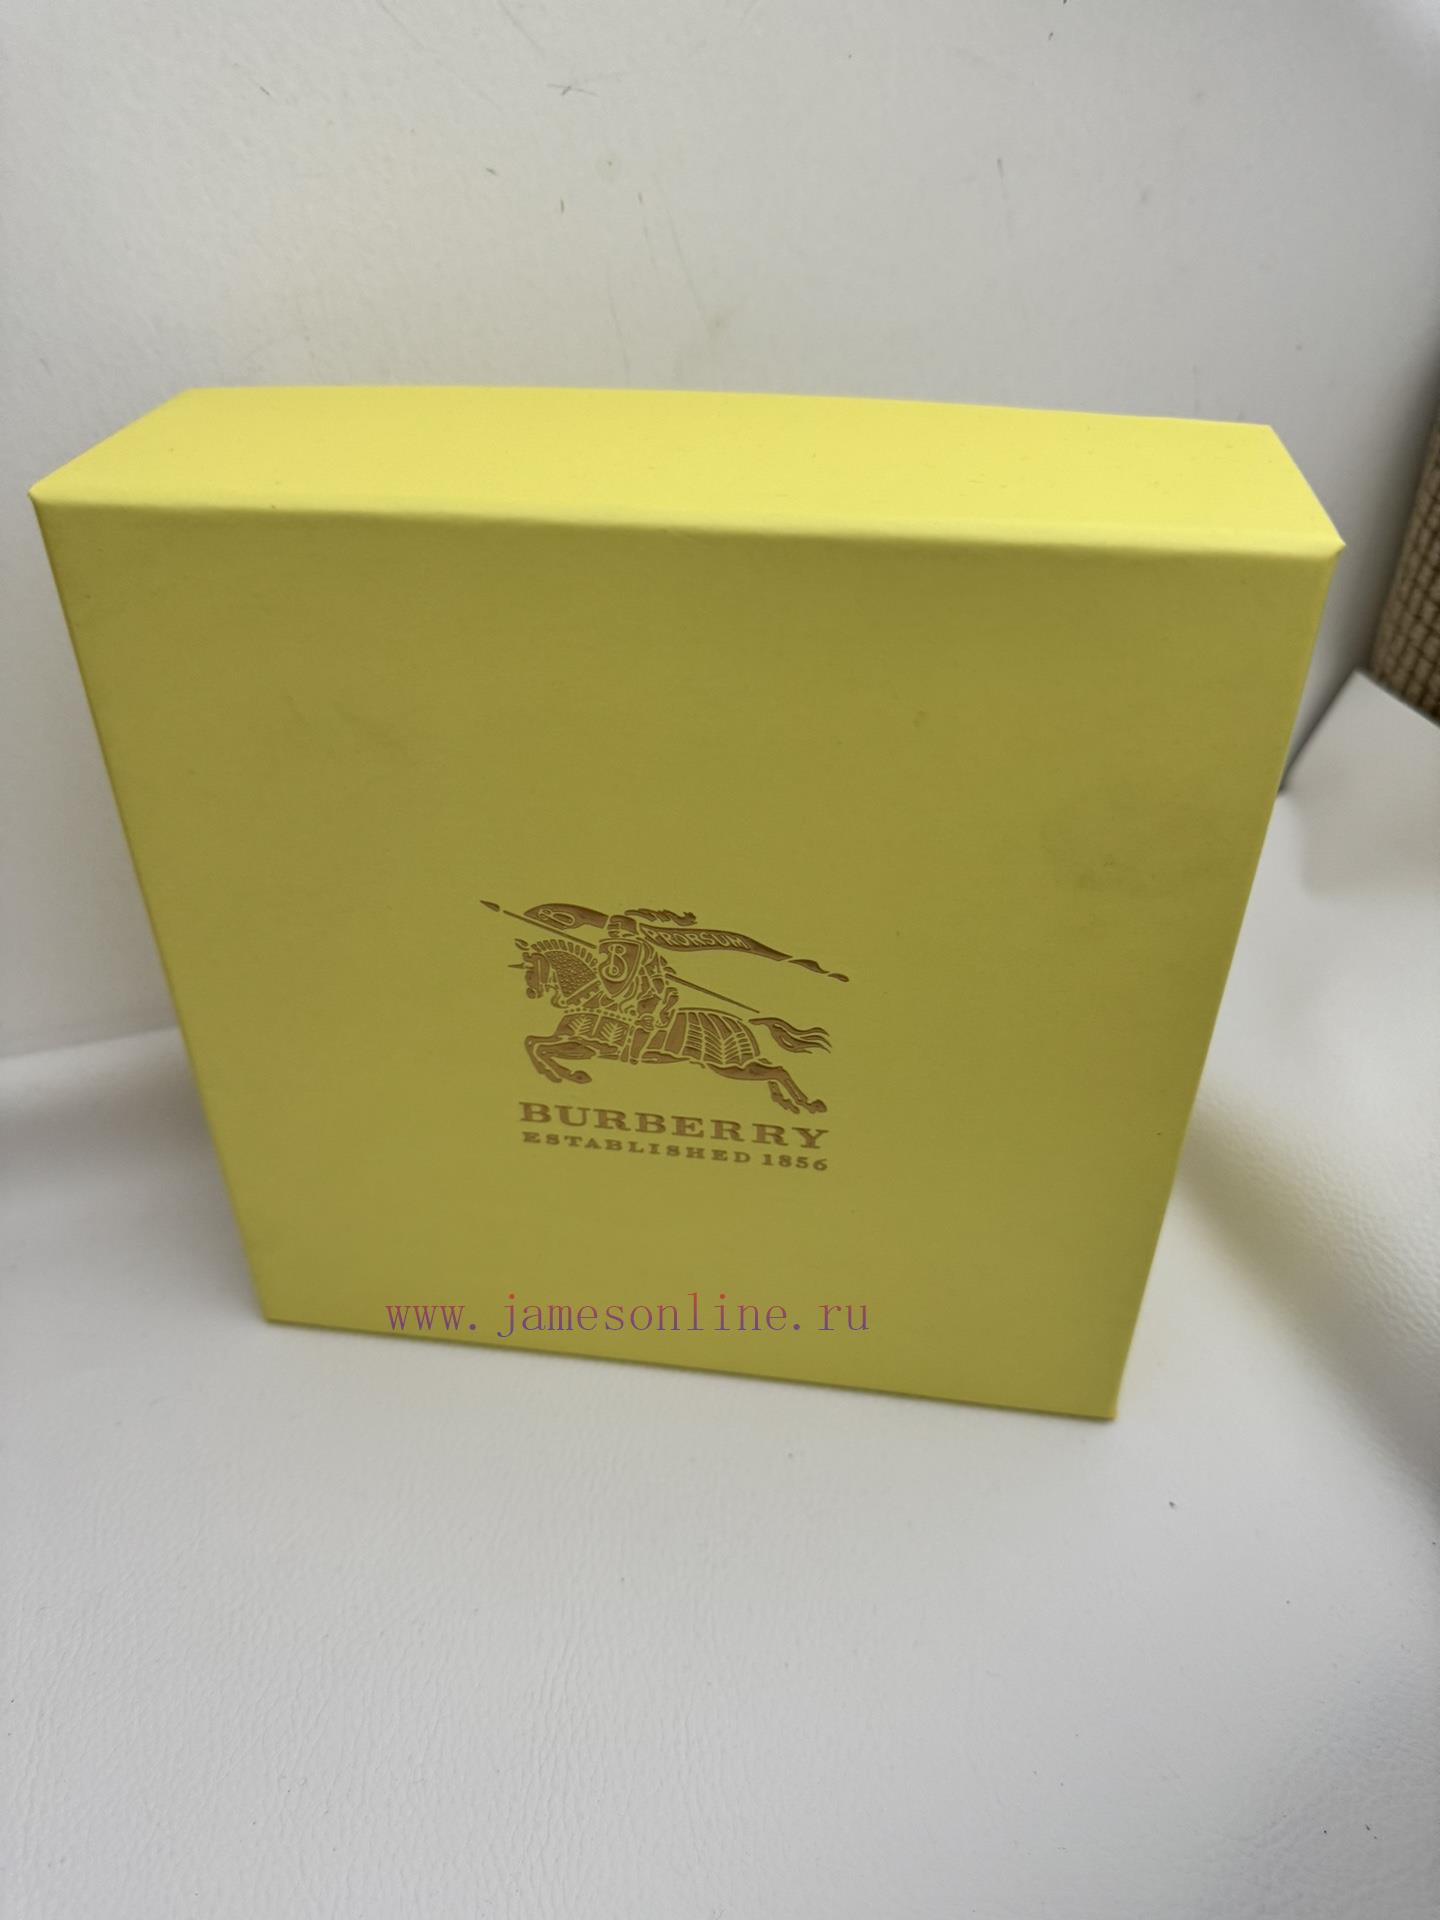 B PRORSUM
B
BURBERRY
ESTABLISHED 1856
www.jamesonline.ru